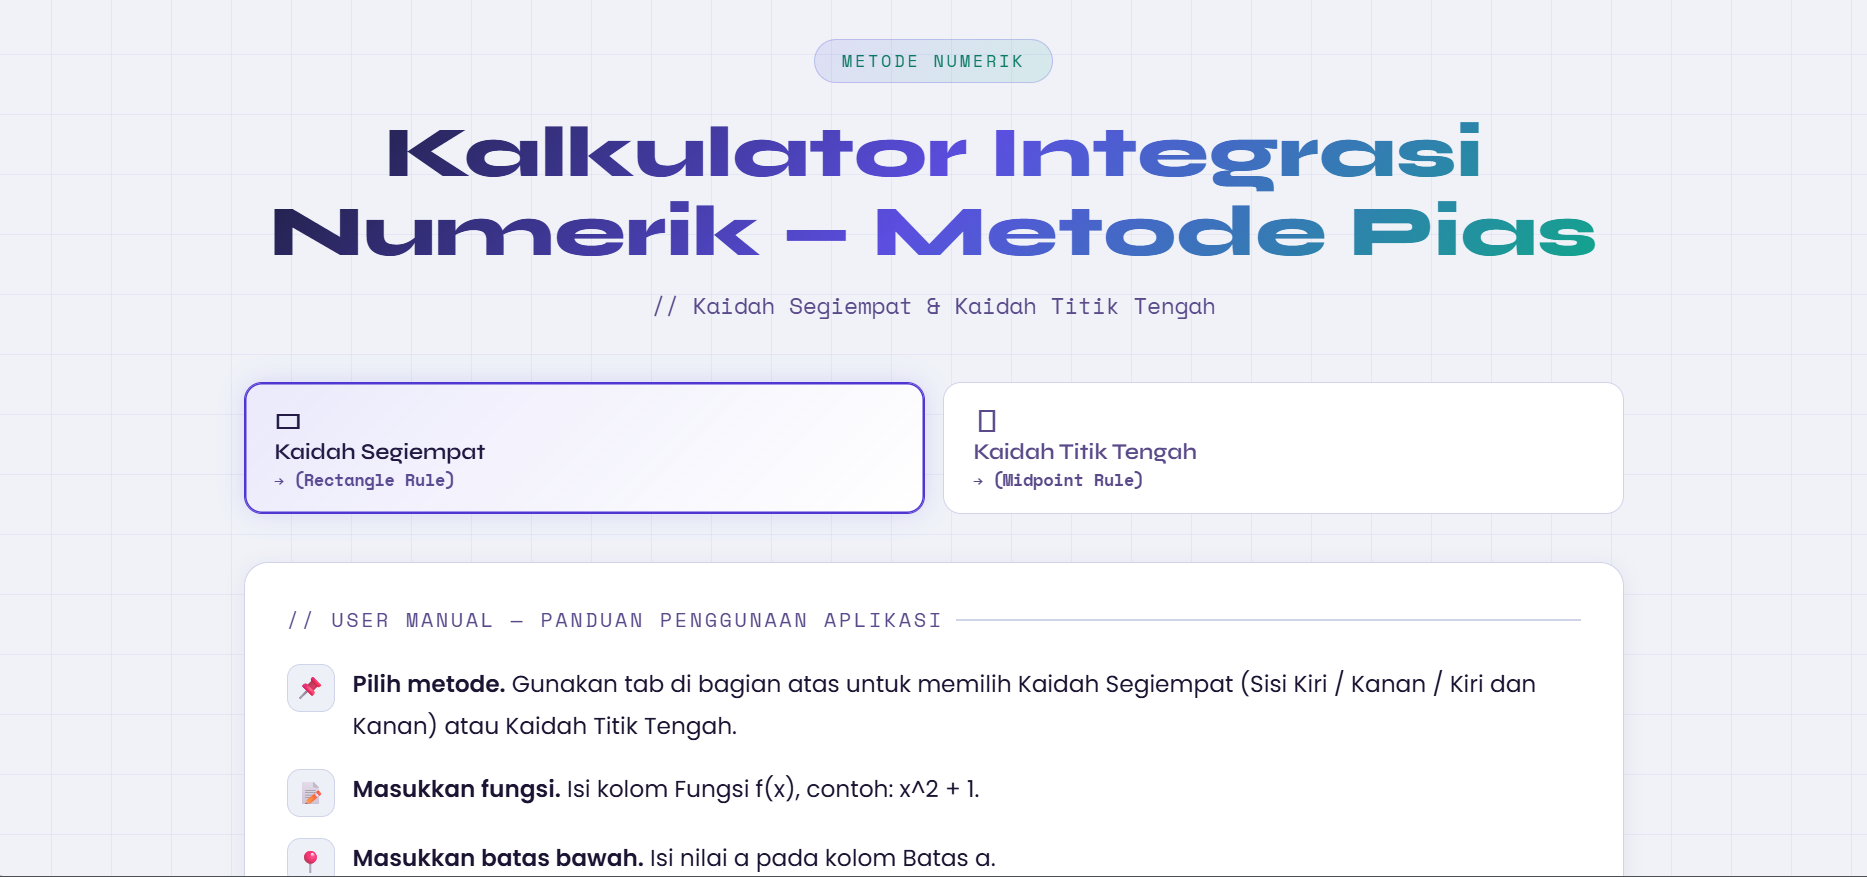 METODE NUMERIK
Kalkulator Integrasi
Numerik – Metode Pias
// Kaidah Segiempat & Kaidah Titik Tengah
Kaidah Segiempat
→ (Rectangle Rule)
Kaidah Titik Tengah
→ (Midpoint Rule)
// USER MANUAL — PANDUAN PENGGUNAAN APLIKASI
Pilih metode. Gunakan tab di bagian atas untuk memilih Kaidah Segiempat (Sisi Kiri / Kanan / Kiri dan
Kanan) atau Kaidah Titik Tengah.
Masukkan fungsi. Isi kolom Fungsi f(x), contoh: x^2 + 1.
Masukkan batas bawah. Isi nilai a pada kolom Batas a.